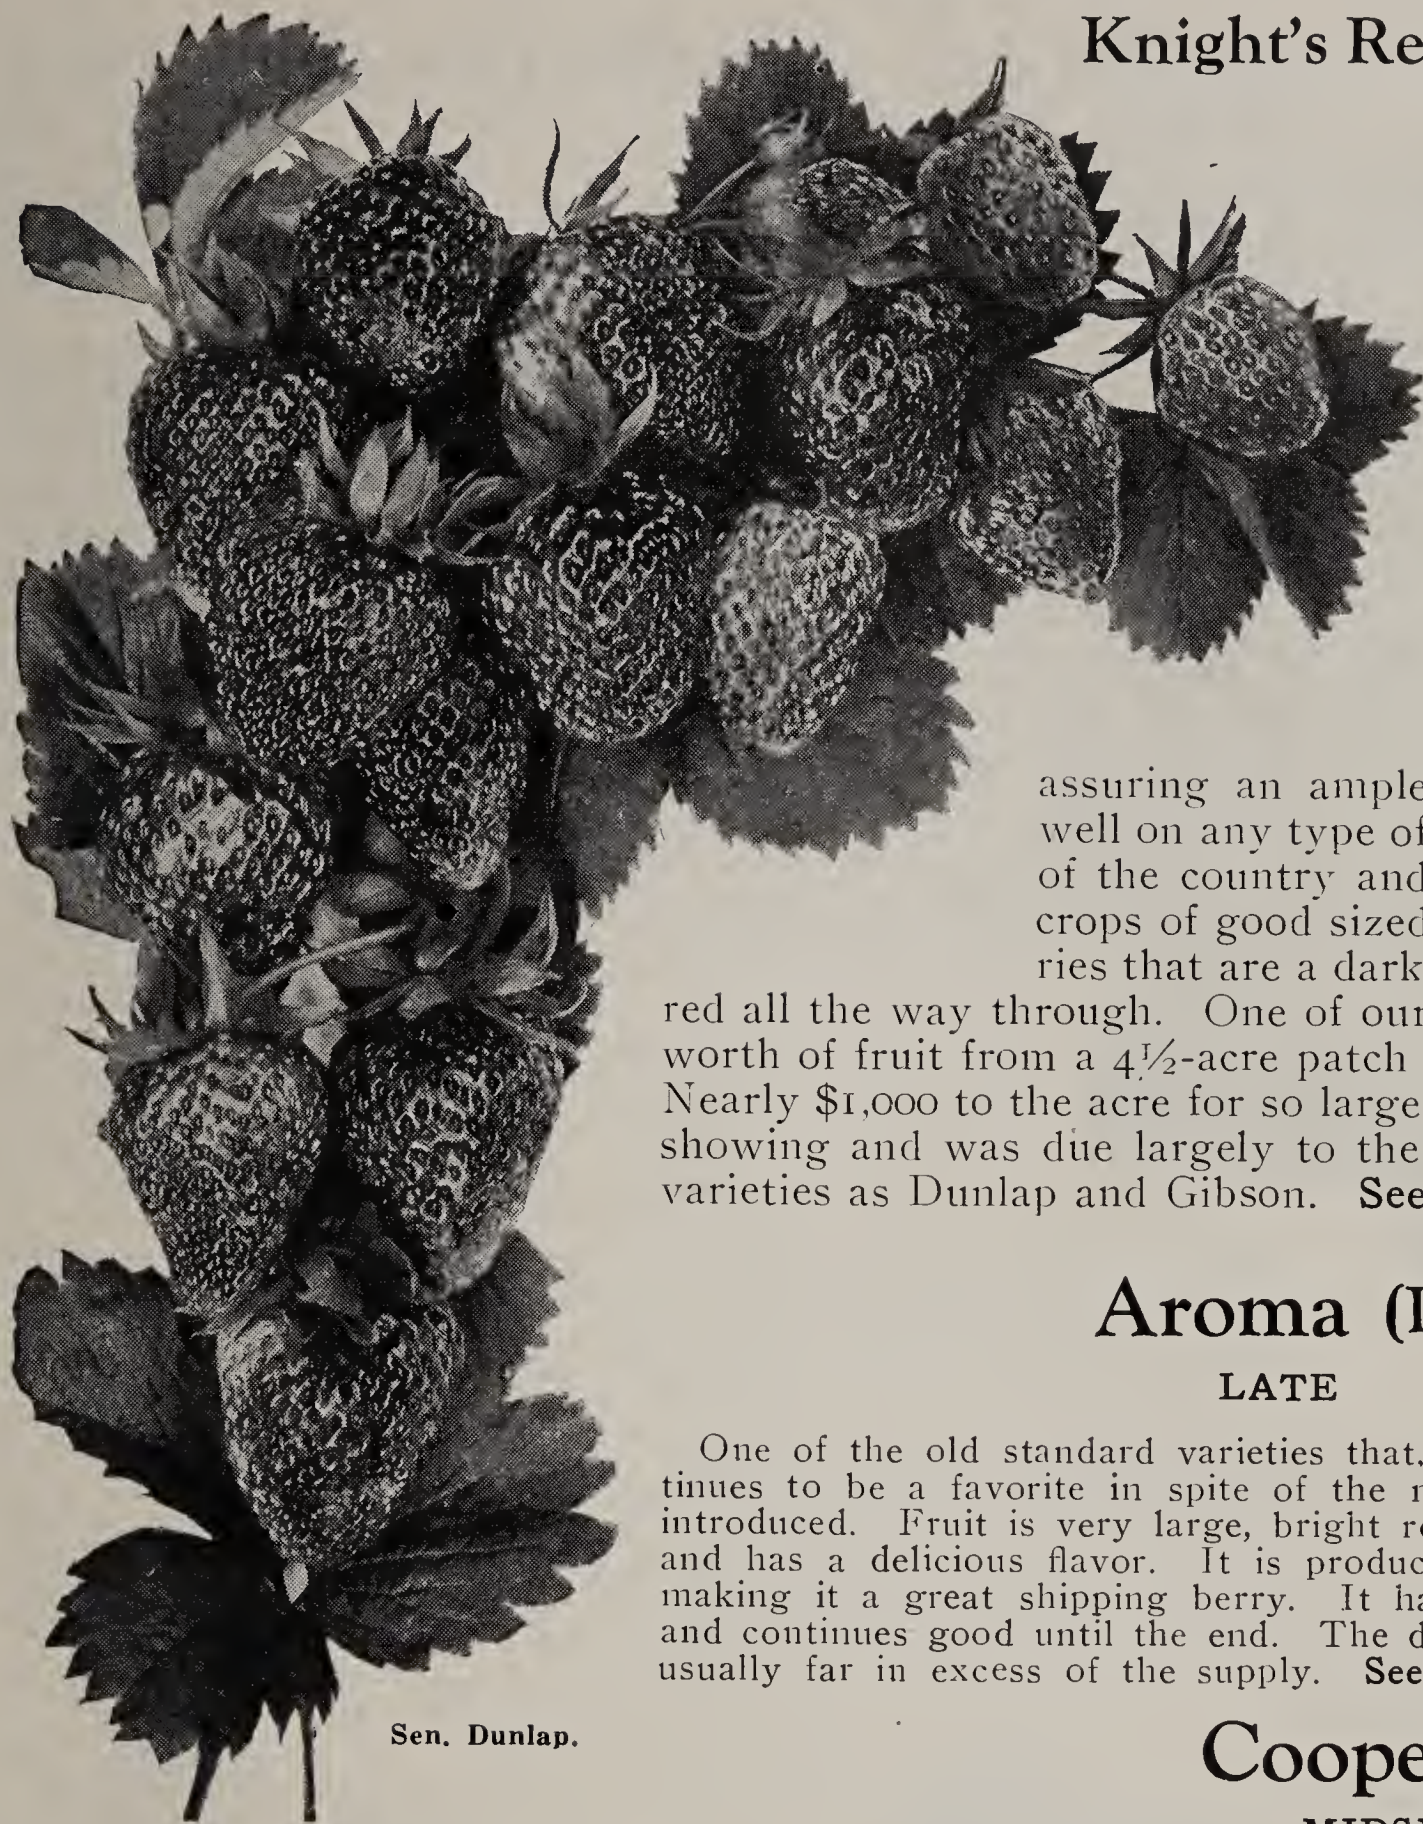 Knight's Re
assuring an ample
well on any type of
of the country and
crops of good sized
ries that are a dark
red all the way through. One of our
worth of fruit from a 4½-acre patch
Nearly $1,000 to the acre for so large
showing and was due largely to the
varieties as Dunlap and Gibson. See
Aroma (
LATE
One of the old standard varieties that,
tinues to be a favorite in spite of the
introduced. Fruit is very large, bright
and has a delicious flavor. It is produc
making it a great shipping berry. It ha
and continues good until the end. The
usually far in excess of the supply. See
Sen. Dunlap.
Coope